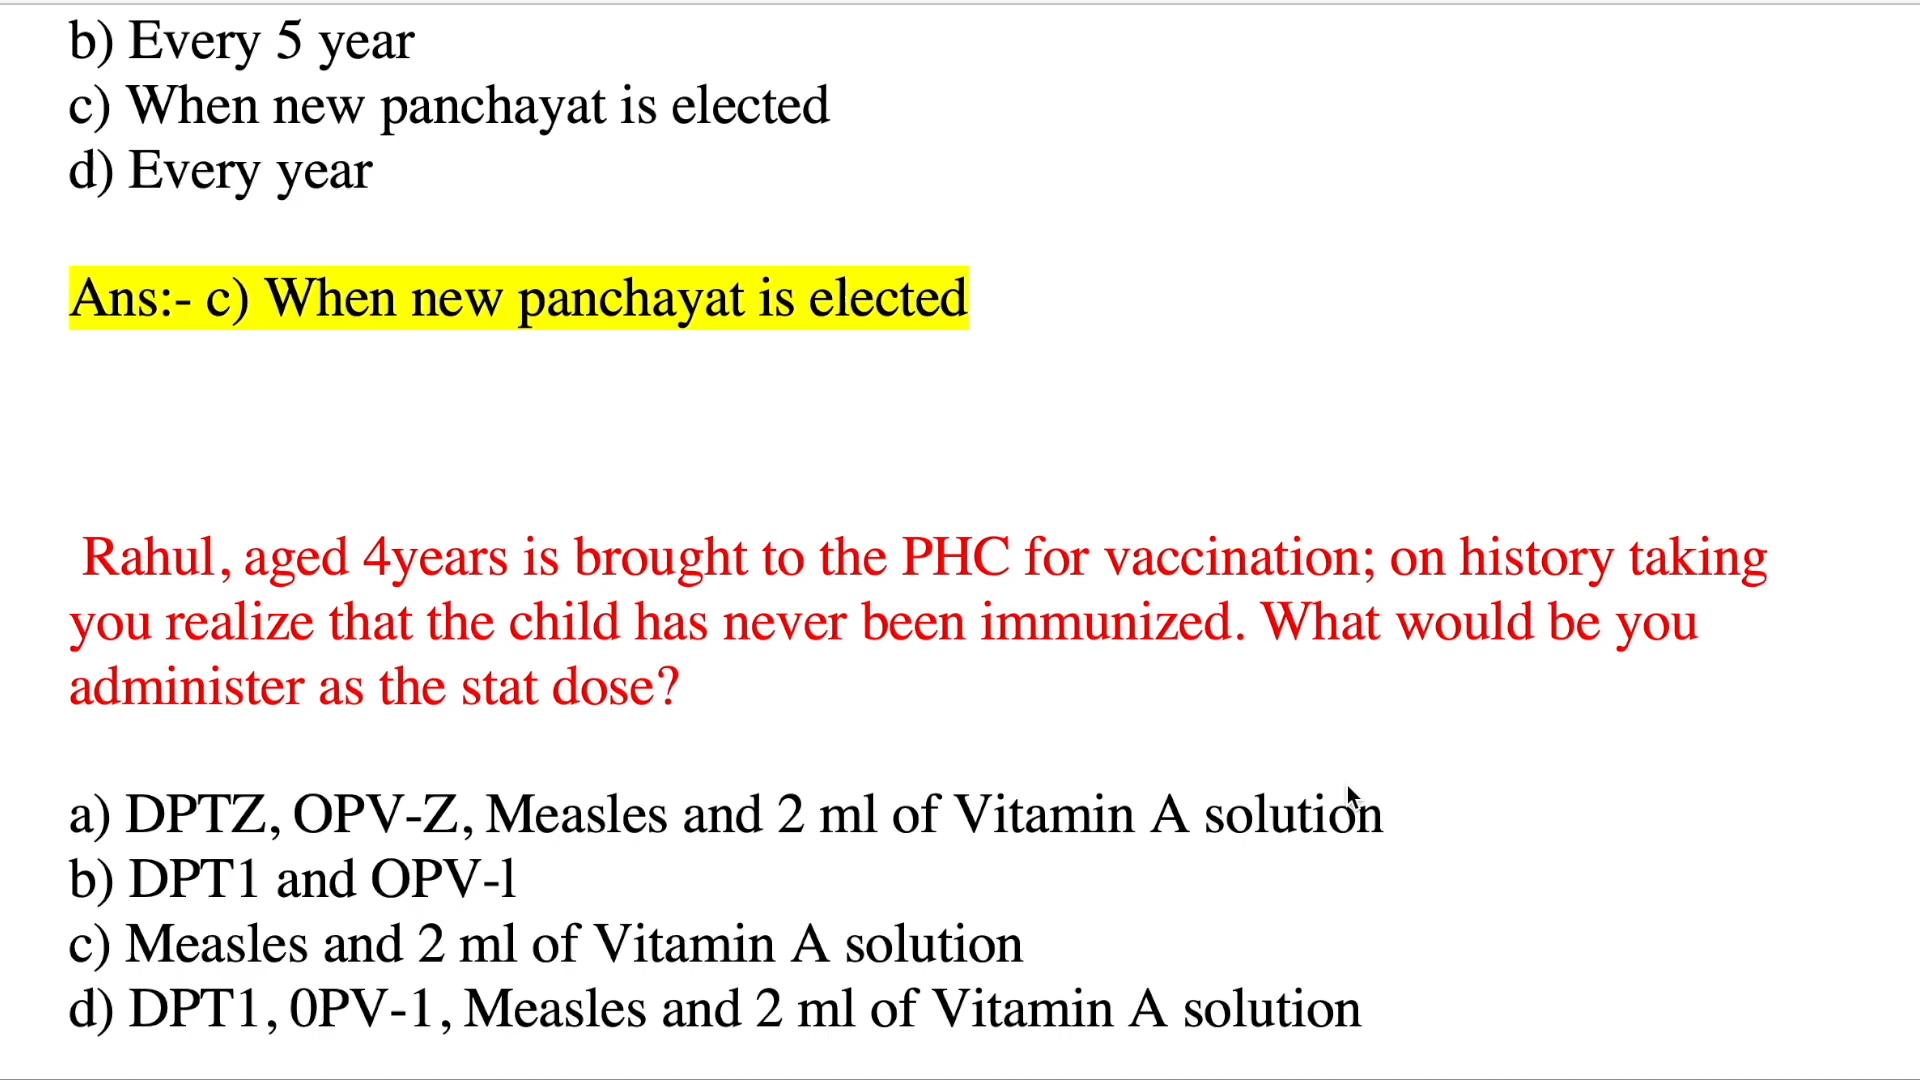 b) Every 5 year
c) When new panchayat is elected
d) Every year
Ans:- c) When new panchayat is elected
Rahul, aged 4years is brought to the PHC for vaccination; on history taking
you realize that the child has never been immunized. What would be you
administer as the stat dose?
a) DPTZ, OPV-Z, Measles and 2 ml of Vitamin A solution
b) DPT1 and OPV-l
c) Measles and 2 ml of Vitamin A solution
d) DPT1, 0PV-1, Measles and 2 ml of Vitamin A solution